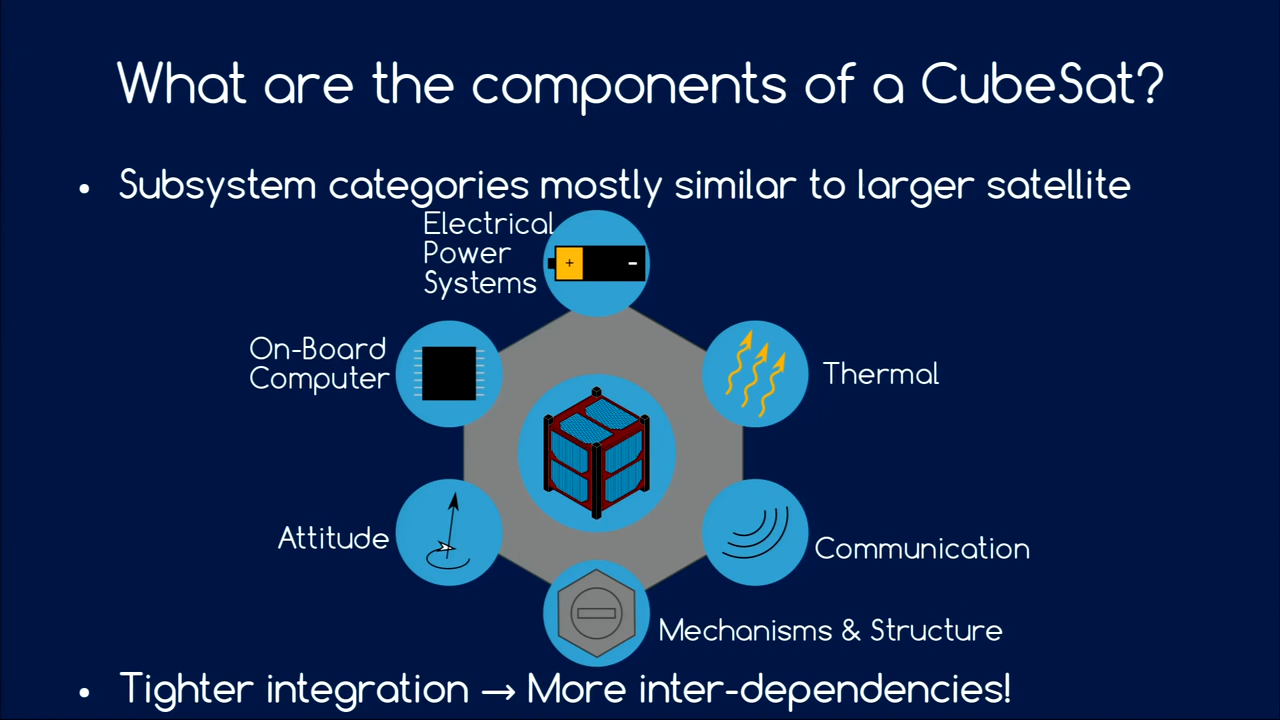 What are the components of a CubeSat?
• Subsystem categories mostly similar to larger satellite
Electrical
Power
Systems
+ -
On-Board
Computer
Thermal
Attitude
Communication
Mechanisms & Structure
• Tighter integration → More inter-dependencies!